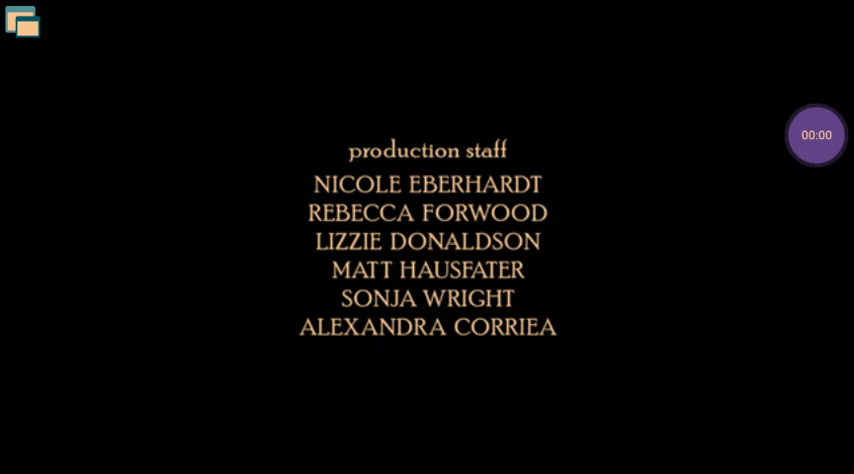 production staff
NICOLE EBERHARDT
REBECCA FORWOOD
LIZZIE DONALDSON
MATT HAUSFATER
SONJA WRIGHT
ALEXANDRA CORRIEA
00:00